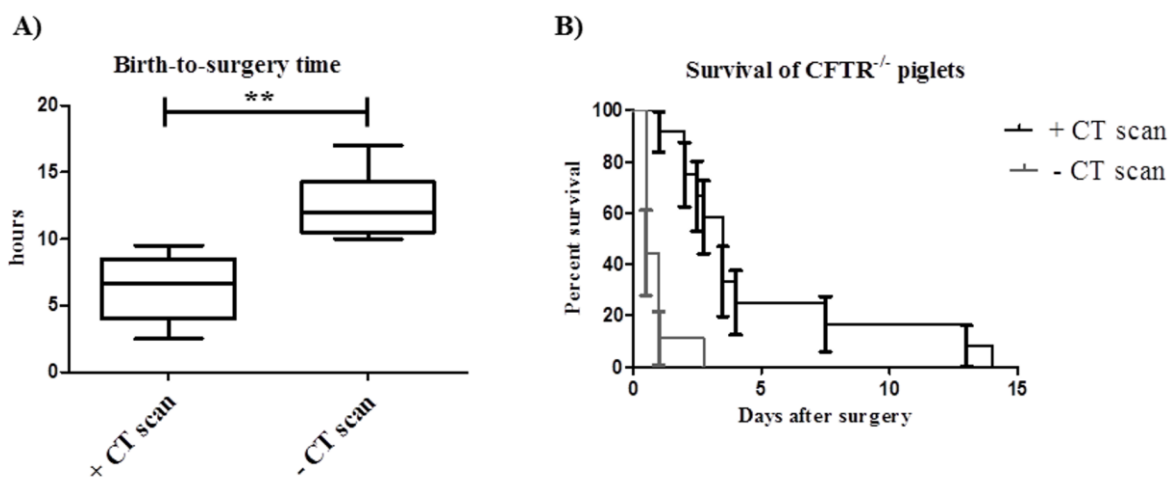 A)
Birth-to-surgery time
**
20
15
10
5
0
hours
+ CT scan
- CT scan
B)
Survival of CFTR-/- piglets
100
80
60
40
20
0
Percent survival
0 5 10 15
Days after surgery
+ CT scan
- CT scan